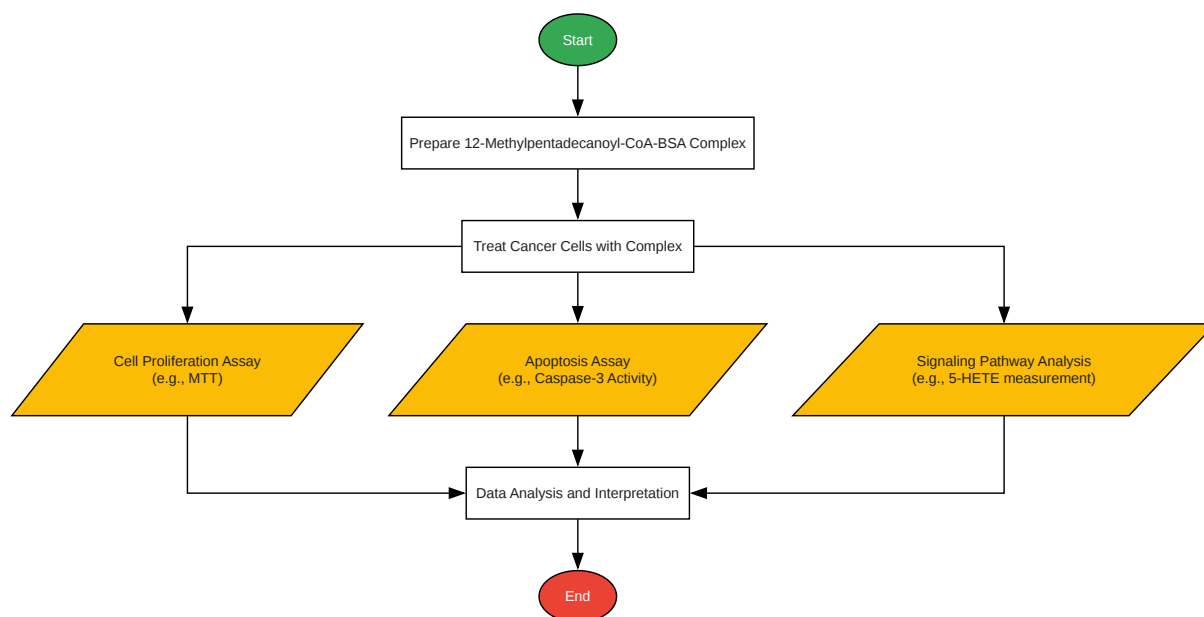 Start
Prepare 12-Methylpentadecanoyl-CoA-BSA Complex
Treat Cancer Cells with Complex
Cell Proliferation Assay
(e.g., MTT)
Apoptosis Assay
(e.g., Caspase-3 Activity)
Signaling Pathway Analysis
(e.g., 5-HETE measurement)
Data Analysis and Interpretation
End